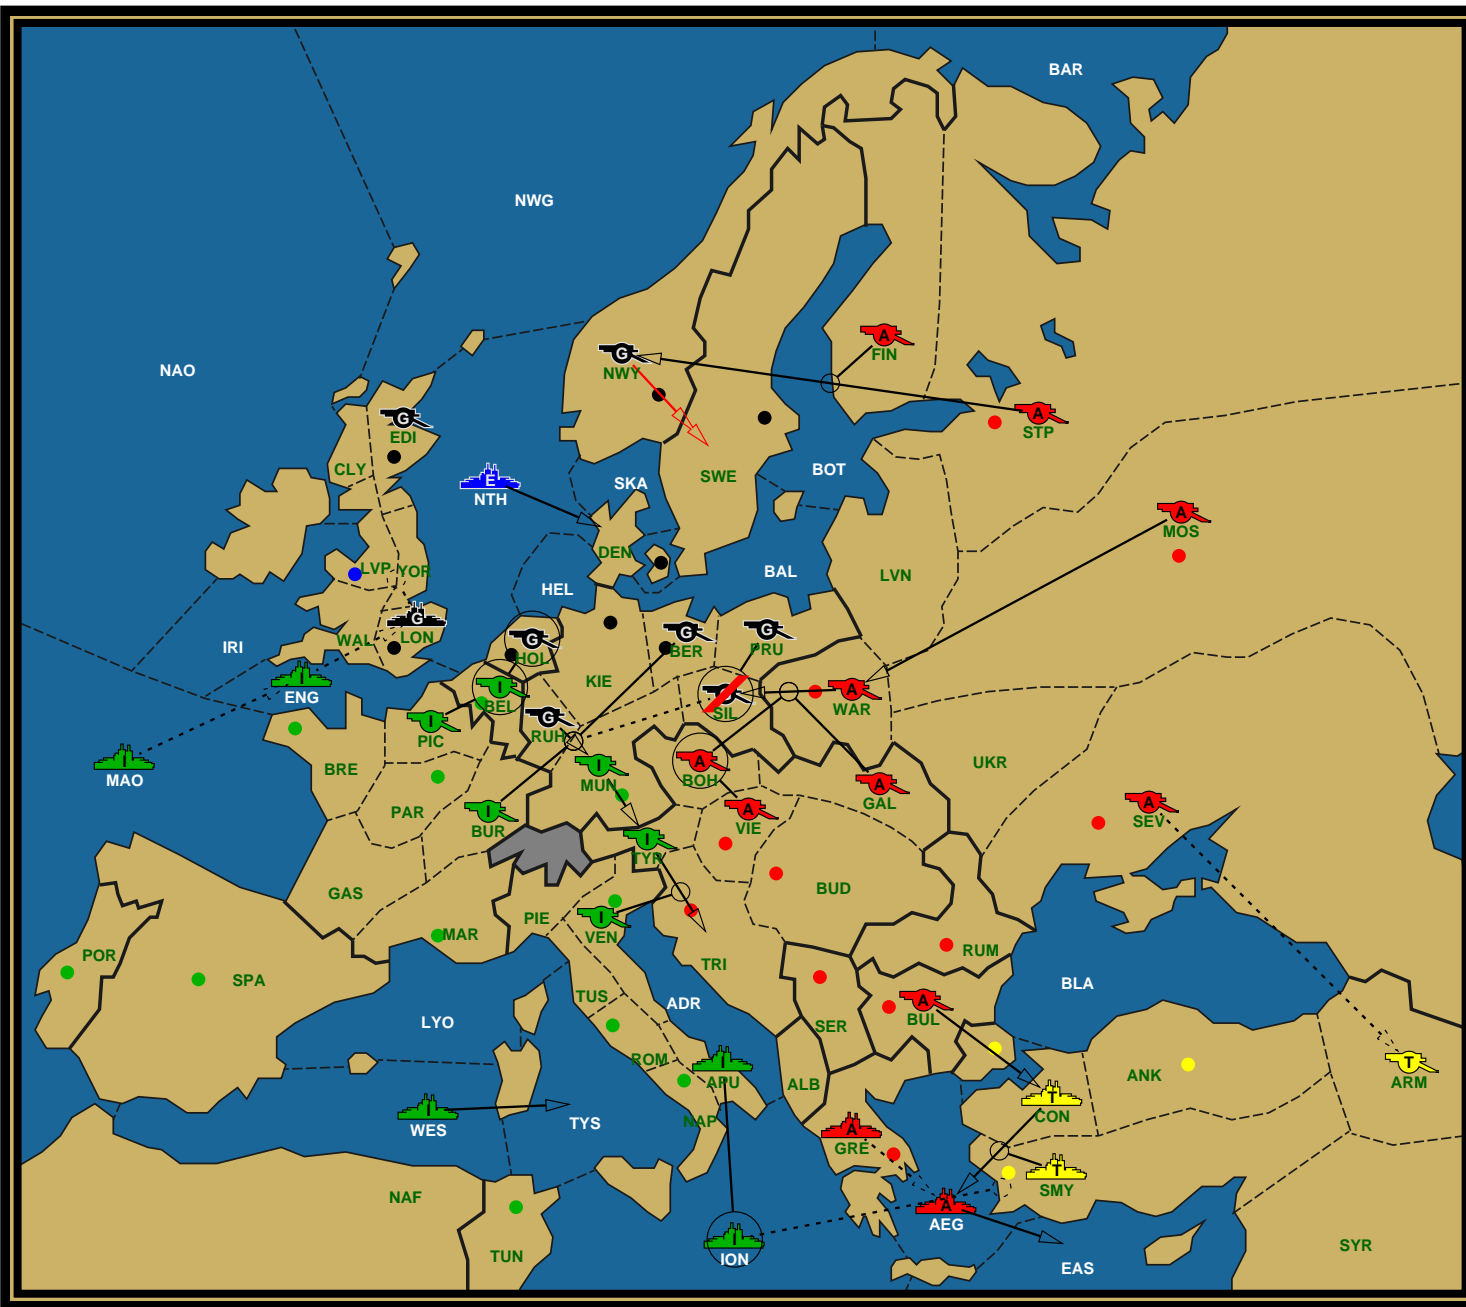 BAR
NWG
NAO
A
FIN
G
NWY
A
STP
G
EDI
CLY
SWE
BOT
SKA
E
NTH
A
MOS
DEN
LVP
YOR
HEL
BAL
LVN
IRI
WAL
G
LON
G
HOL
G
BER
G
PRU
KIE
I
ENG
I
BEL
G
SIL
A
WAR
I
PIC
G
RUH
I
MAO
BRE
I
MUN
A
BOH
UKR
A
GAL
PAR
I
BUR
A
VIE
A
SEV
I
TYR
GAS
BUD
PIE
I
VEN
MAR
POR
SPA
TRI
RUM
BLA
TUS
ADR
A
BUL
LYO
SER
ROM
I
APU
ALB
ANK
T
ARM
I
WES
TYS
NAP
T
CON
A
GRE
NAF
T
SMY
A
AEG
I
ION
TUN
EAS
SYR